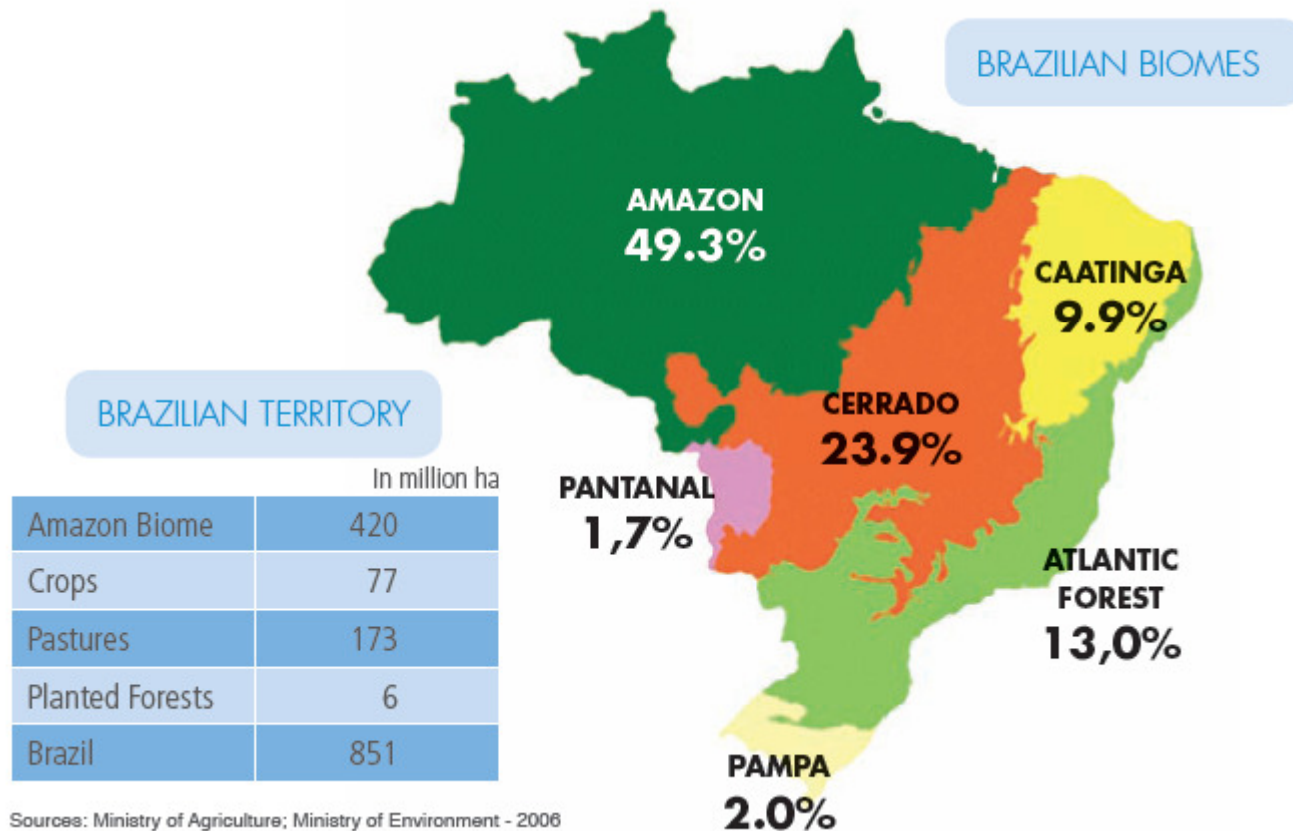 BRAZILIAN BIOMES
AMAZON
49.3%
CAATINGA
9.9%
CERRADO
23.9%
PANTANAL
1,7%
ATLANTIC
FOREST
13,0%
PAMPA
2.0%
BRAZILIAN TERRITORY
In million ha
Amazon Biome 420
Crops 77
Pastures 173
Planted Forests 6
Brazil 851
Sources: Ministry of Agriculture; Ministry of Environment - 2006